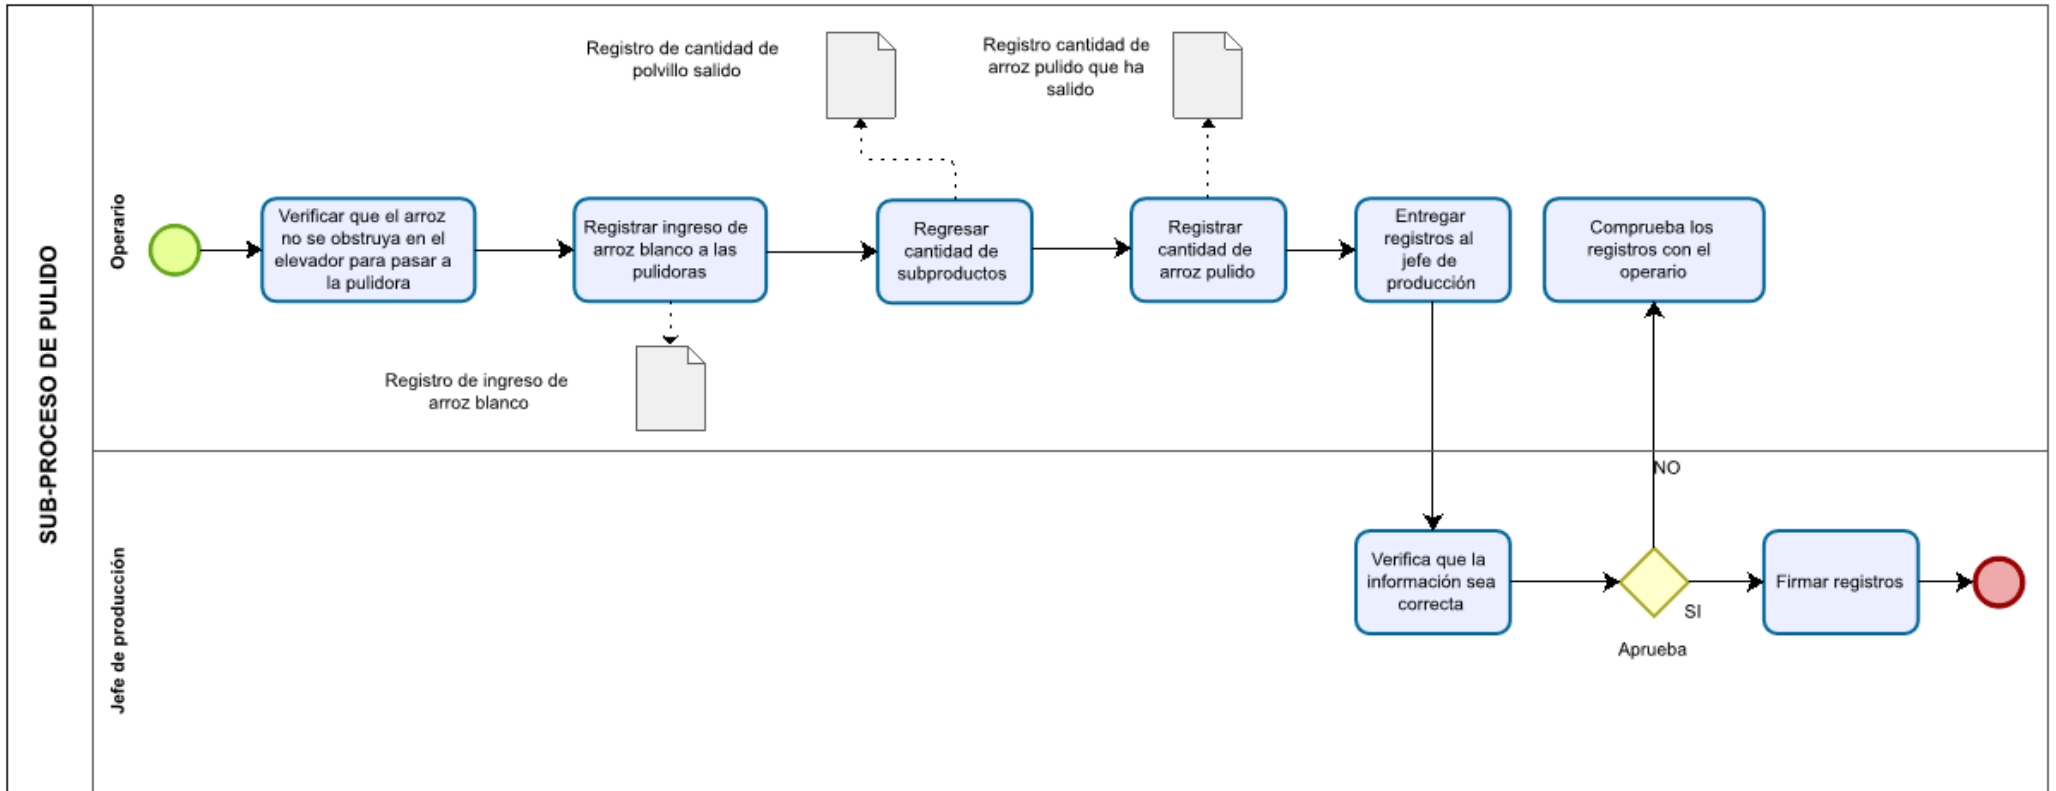 SUB-PROCESO DE PULIDO
Operario
Registro de cantidad de
polvillo salido
Registro cantidad de
arroz pulido que ha
salido
Verificar que el arroz
no se obstruya en el
elevador para pasar a
la pulidora
Registrar ingreso de
arroz blanco a las
pulidoras
Regresar
cantidad de
subproductos
Registrar
cantidad de
arroz pulido
Entregar
registros al
jefe de
producción
Comprueba los
registros con el
operario
Registro de ingreso de
arroz blanco
Jefe de producción
NO
Verifica que la
información sea
correcta
SI
Aprueba
Firmar registros